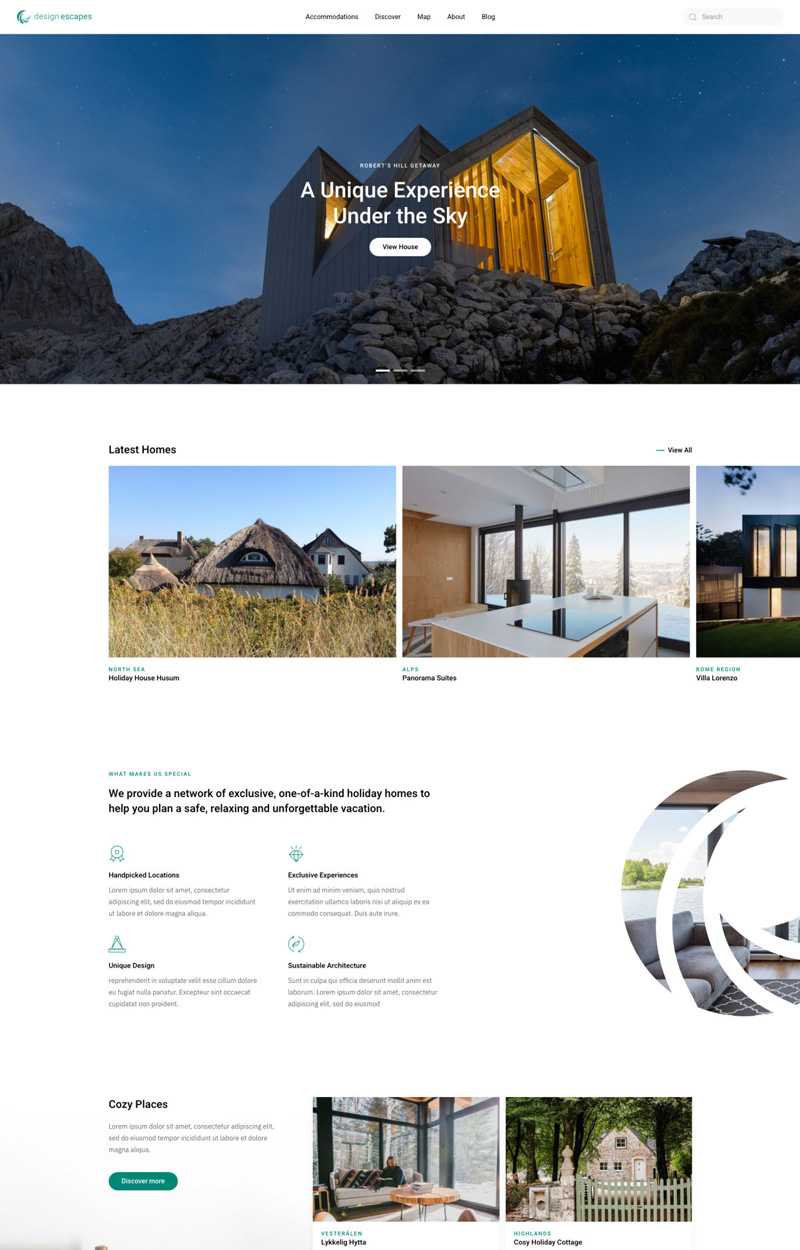 design escapes
Accommodations
Discover
Map
About
Blog
Search
ROBERT'S HILL GETAWAY
A Unique Experience
Under the Sky
View House
Latest Homes
View All
NORTH SEA
Holiday House Husum
ALPS
Panorama Suites
ROME REGION
Villa Lorenzo
WHAT MAKES US SPECIAL
We provide a network of exclusive, one-of-a-kind holiday homes to
help you plan a safe, relaxing and unforgettable vacation.
Handpicked Locations
Lorem ipsum dolor sit amet, consectetur
adipiscing elit, sed do eiusmod tempor incididunt
ut labore et dolore magna aliqua.
Exclusive Experiences
Ut enim ad minim veniam, quis nostrud
exercitation ullamco laboris nisi ut aliquip ex ea
commodo consequat. Duis aute irure.
Unique Design
reprehenderit in voluptate velit esse cillum dolore
eu fugiat nulla pariatur. Excepteur sint occaecat
cupidatat non proident.
Sustainable Architecture
Sunt in culpa qui officia deserunt mollit anim est
laborum. Lorem ipsum dolor sit amet, consectetur
adipiscing elit, sed do eiusmod
Cozy Places
Lorem ipsum dolor sit amet, consectetur adipiscing elit,
sed do eiusmod tempor incididunt ut labore et dolore
magna aliqua.
Discover more
VESTERÅLEN
Lykkelig Hytta
HIGHLANDS
Cosy Holiday Cottage